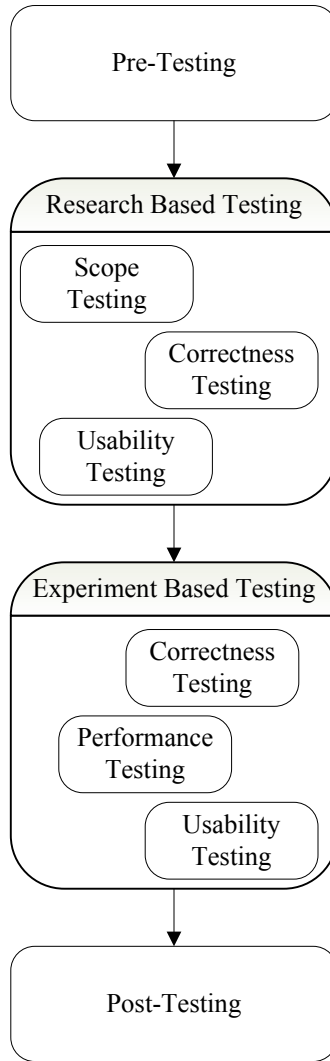 Pre-Testing
Research Based Testing
Scope
Testing
Correctness
Testing
Usability
Testing
Experiment Based Testing
Correctness
Testing
Performance
Testing
Usability
Testing
Post-Testing